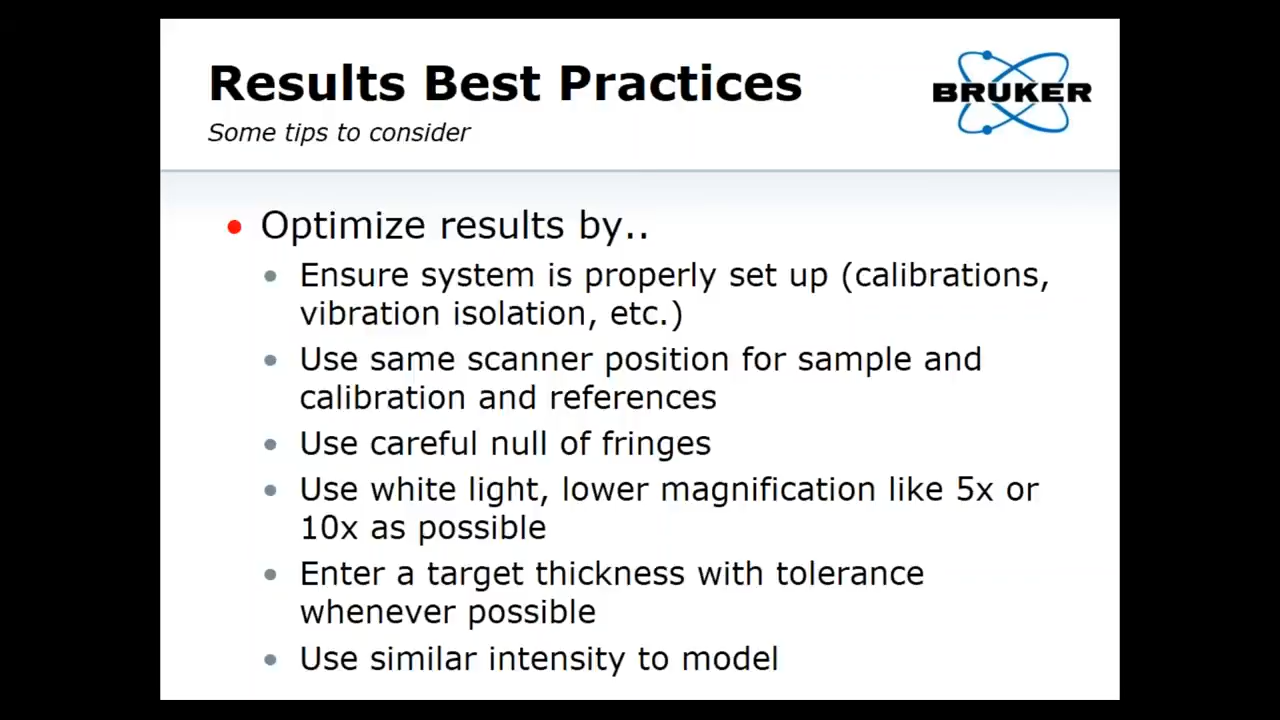 Results Best Practices
Some tips to consider
BRUKER
Optimize results by..
Ensure system is properly set up (calibrations,
vibration isolation, etc.)
Use same scanner position for sample and
calibration and references
Use careful null of fringes
Use white light, lower magnification like 5x or
10x as possible
Enter a target thickness with tolerance
whenever possible
Use similar intensity to model